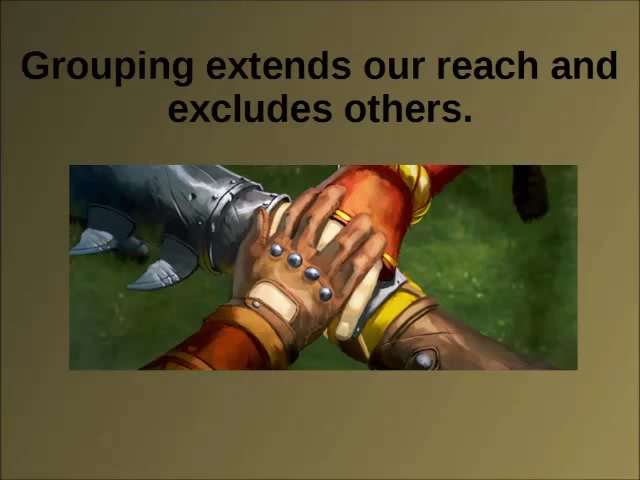 Grouping extends our reach and
excludes others.